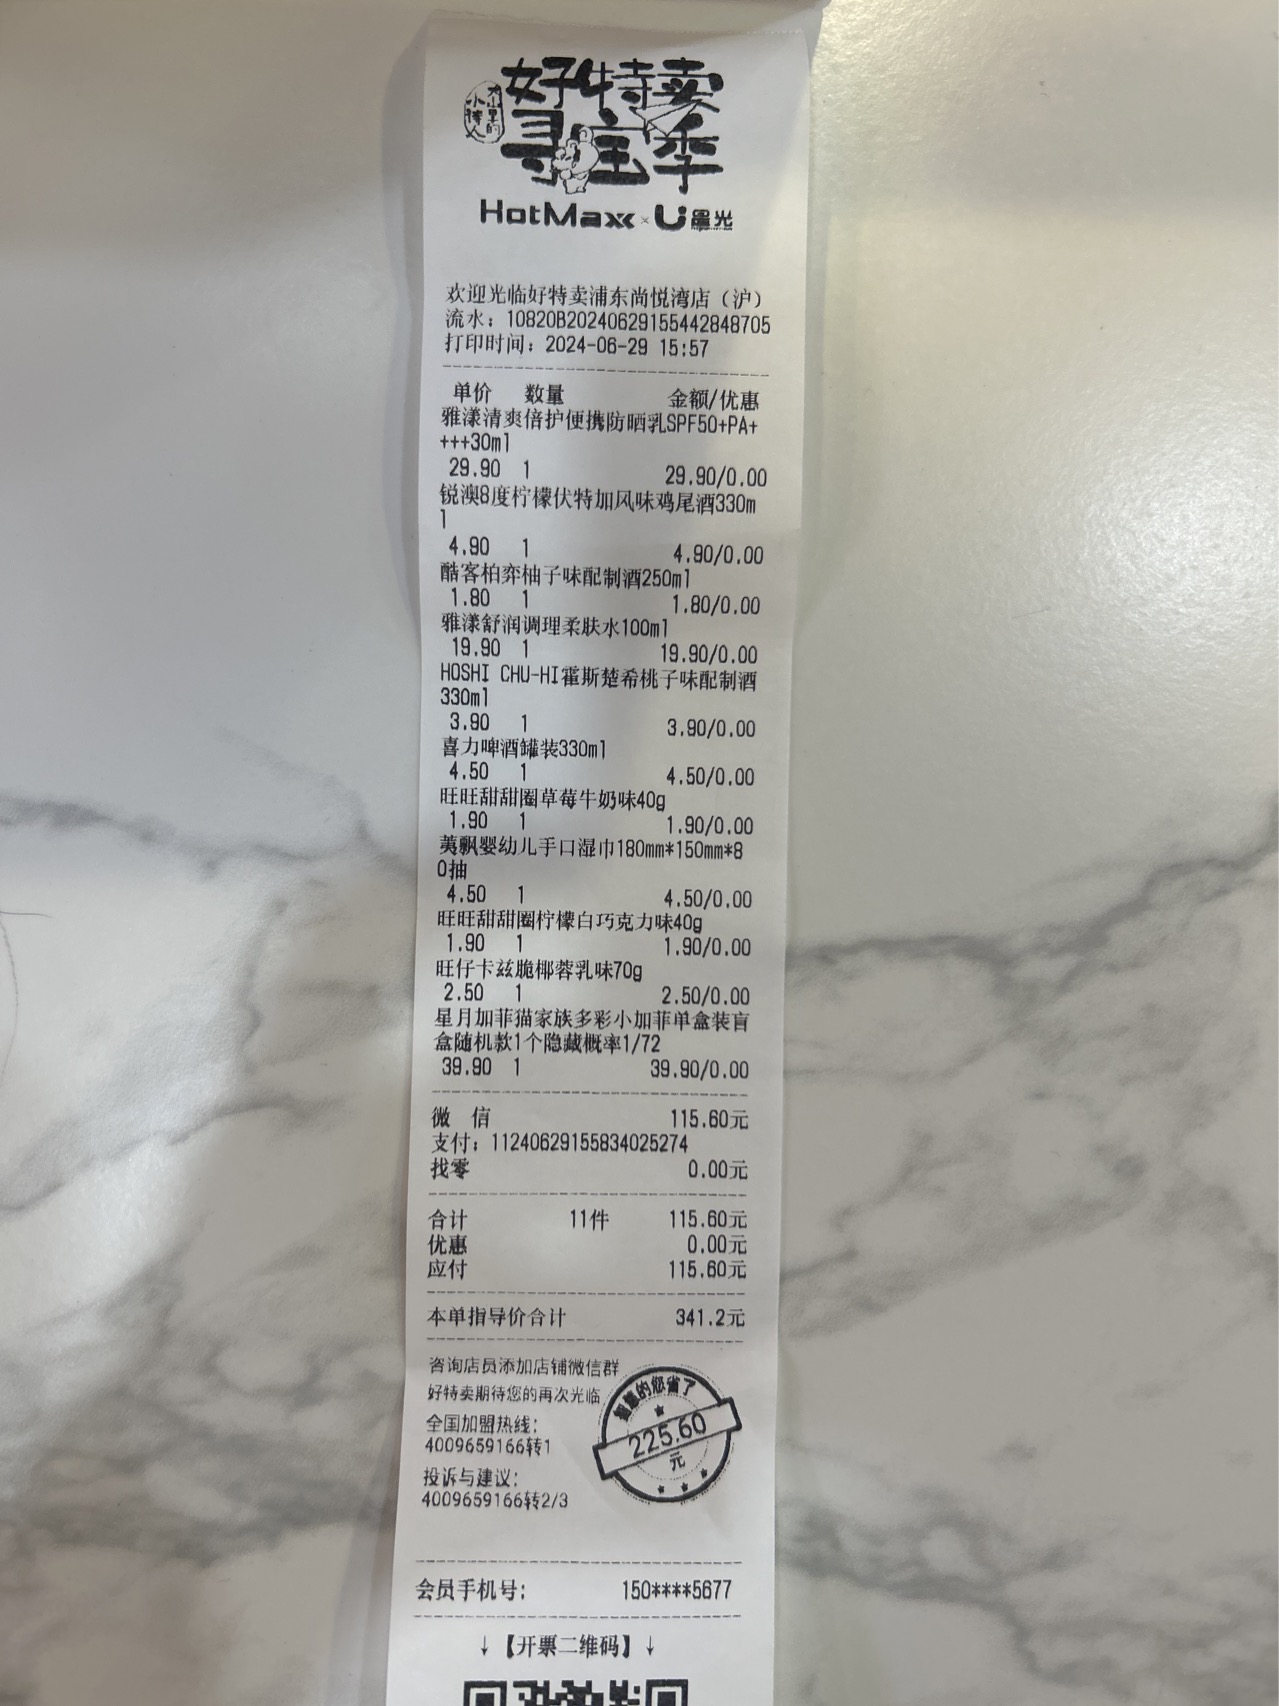 大小星的
小特人
好特卖
寻宝季
HotMaxx × U 星光
欢迎光临好特卖浦东尚悦湾店（沪）
流水：10820B20240629155442848705
打印时间：2024-06-29 15:57
单价 数量 金额/优惠
雅漾清爽倍护便携防晒乳SPF50+PA+
+++30ml
29.90 1 29.90/0.00
锐澳8度柠檬伏特加风味鸡尾酒330m
l
4.90 1 4.90/0.00
酷客柏弈柚子味配制酒250ml
1.80 1 1.80/0.00
雅漾舒润调理柔肤水100ml
19.90 1 19.90/0.00
HOSHI CHU-HI霍斯楚希桃子味配制酒
330ml
3.90 1 3.90/0.00
喜力啤酒罐装330ml
4.50 1 4.50/0.00
旺旺甜甜圈草莓牛奶味40g
1.90 1 1.90/0.00
荑飘婴幼儿手口湿巾180mm*150mm*8
0抽
4.50 1 4.50/0.00
旺旺甜甜圈柠檬白巧克力味40g
1.90 1 1.90/0.00
旺仔卡兹脆椰蓉乳味70g
2.50 1 2.50/0.00
星月加菲猫家族多彩小加菲单盒装盲
盒随机款1个隐藏概率1/72
39.90 1 39.90/0.00
微 信 115.60元
支付：11240629155834025274
找零 0.00元
合计 11件 115.60元
优惠 0.00元
应付 115.60元
本单指导价合计 341.2元
咨询店员添加店铺微信群
好特卖期待您的再次光临
全国加盟热线：
4009659166转1
投诉与建议：
4009659166转2/3
的您省了
225.60
元
会员手机号： 150****5677
↓【开票二维码】↓